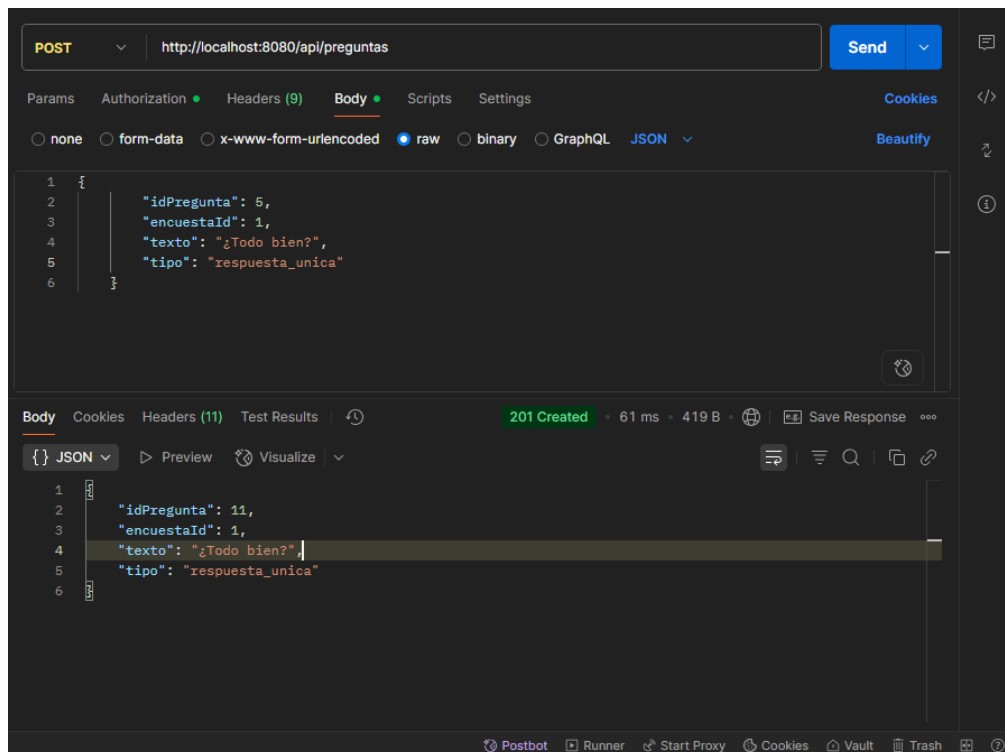 POST http://localhost:8080/api/preguntas Send
Params Authorization Headers (9) Body Scripts Settings Cookies
none form-data x-www-form-urlencoded raw binary GraphQL JSON Beautify
1 {
2 "idPregunta": 5,
3 "encuestaId": 1,
4 "texto": "¿Todo bien?",
5 "tipo": "respuesta_unica"
6 }
Body Cookies Headers (11) Test Results 201 Created • 61 ms • 419 B • e.g. Save Response
{} JSON Preview Visualize
1 {
2 "idPregunta": 11,
3 "encuestaId": 1,
4 "texto": "¿Todo bien?",
5 "tipo": "respuesta_unica"
6 }
Postbot Runner Start Proxy Cookies Vault Trash